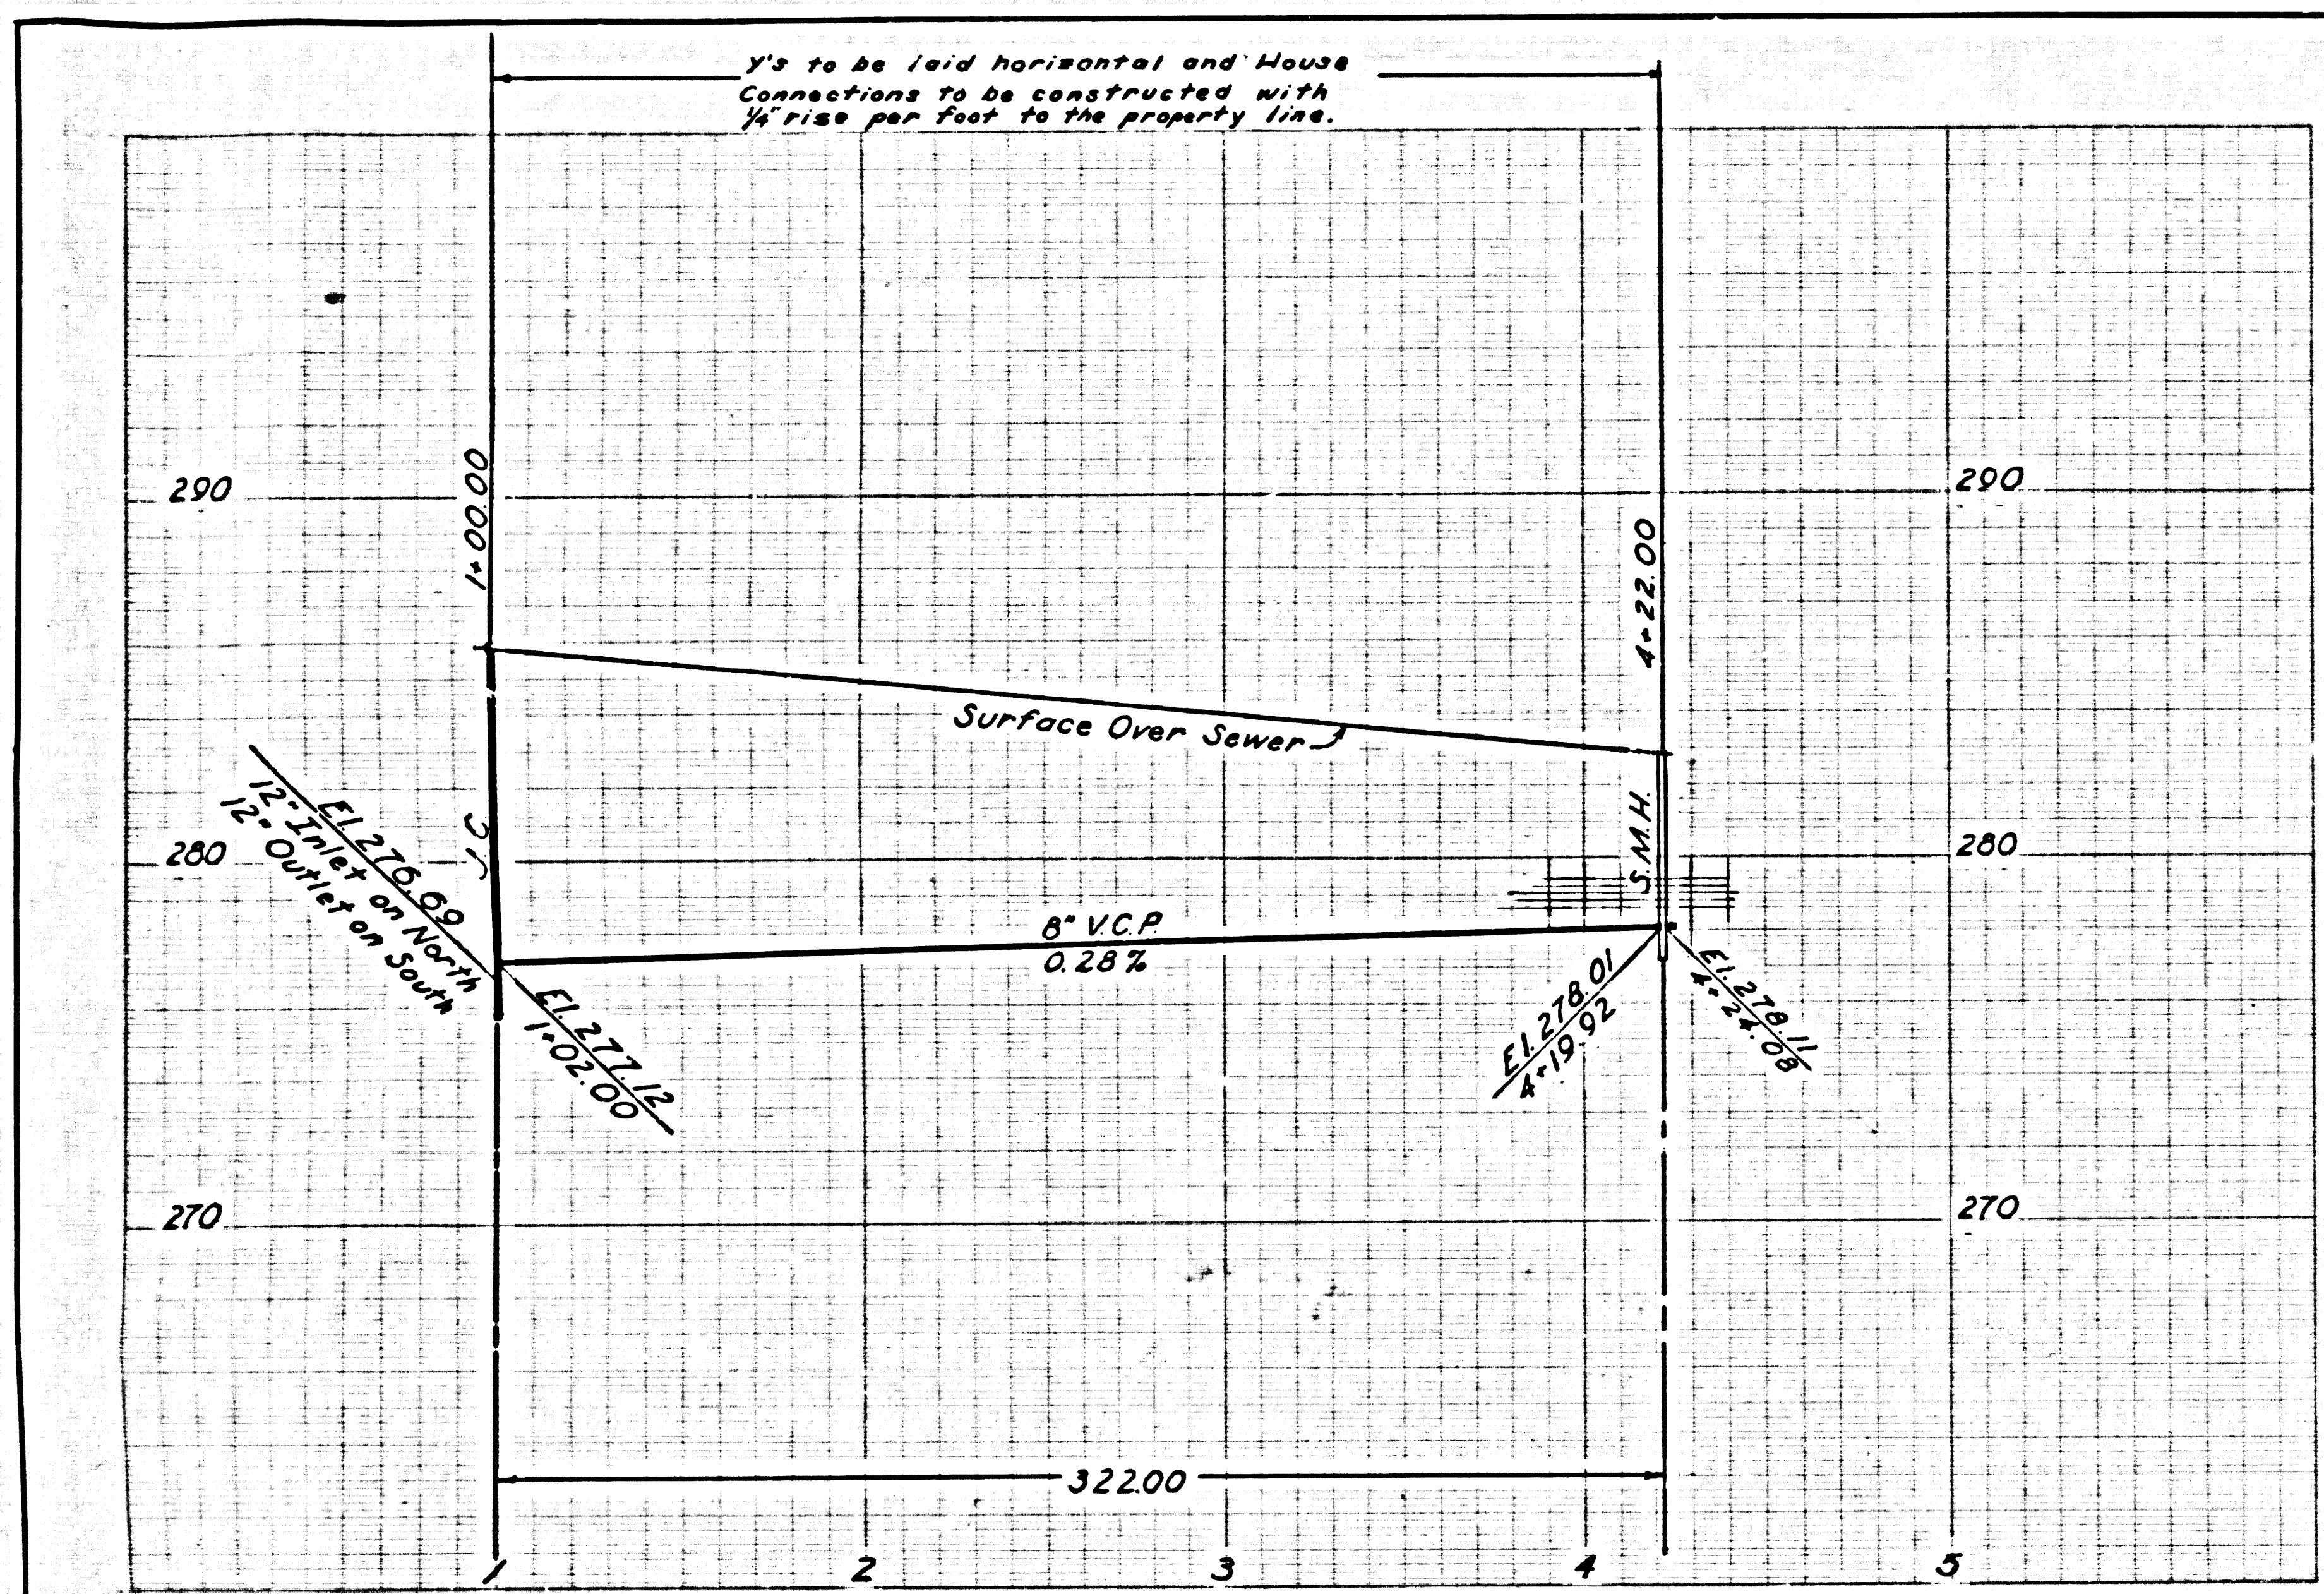 Y's to be laid horizontal and House
Connections to be constructed with
1/4" rise per foot to the property line.
290
1+00.00
290
4+22.00
Surface Over Sewer
280
J C
S.M.H.
280
El. 276.69
12" Inlet on North
12" Outlet on South
8" V.C.P.
0.28%
El. 277.12
1+02.00
El. 278.01
4+19.92
El. 278.11
4+24.08
270
270
322.00
1
2
3
4
5